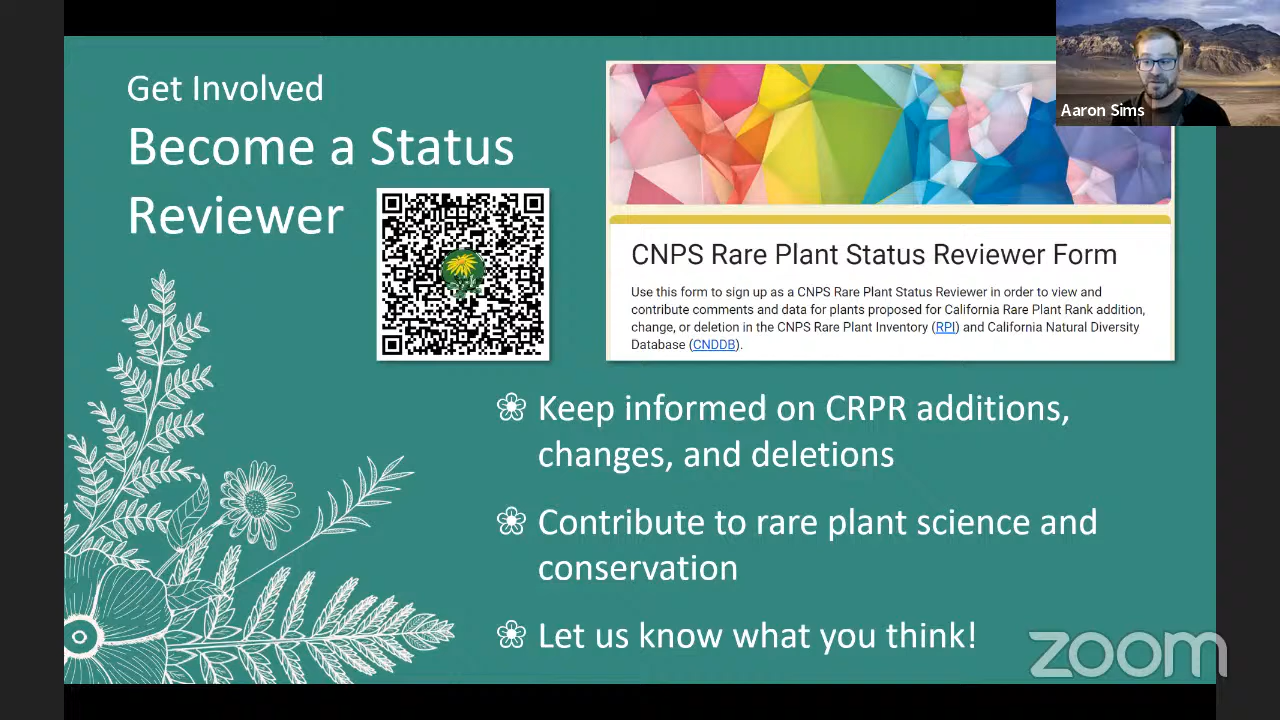 Get Involved
Become a Status
Reviewer
Aaron Sims
CNPS Rare Plant Status Reviewer Form
Use this form to sign up as a CNPS Rare Plant Status Reviewer in order to view and
contribute comments and data for plants proposed for California Rare Plant Rank addition,
change, or deletion in the CNPS Rare Plant Inventory (RPI) and California Natural Diversity
Database (CNDDB).
Keep informed on CRPR additions,
changes, and deletions
Contribute to rare plant science and
conservation
Let us know what you think!
zoom